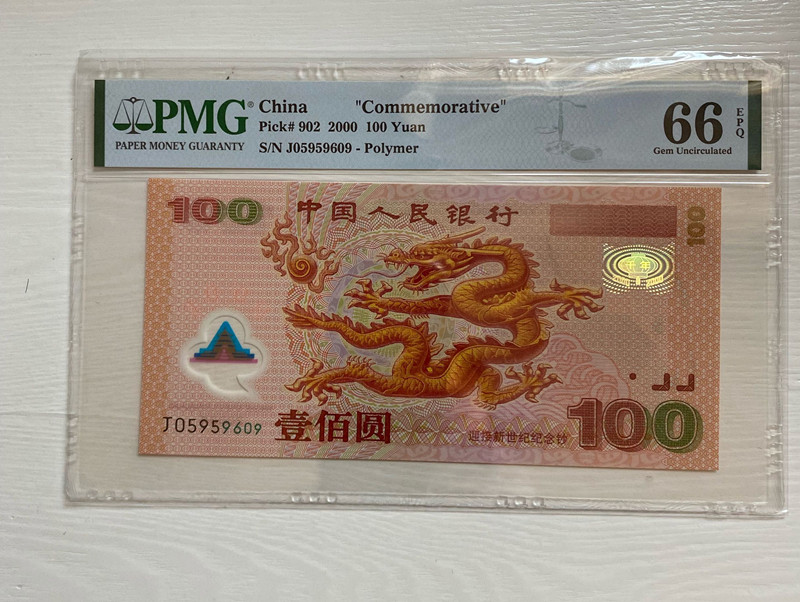 PMG® China "Commemorative"
PAPER MONEY GUARANTY
Pick# 902 2000 100 Yuan
S/N J05959609 - Polymer
66 EPQ
Gem Uncirculated
100 中国人民银行
100
千年
J05959609 壹佰圆
迎接新世纪纪念钞 100